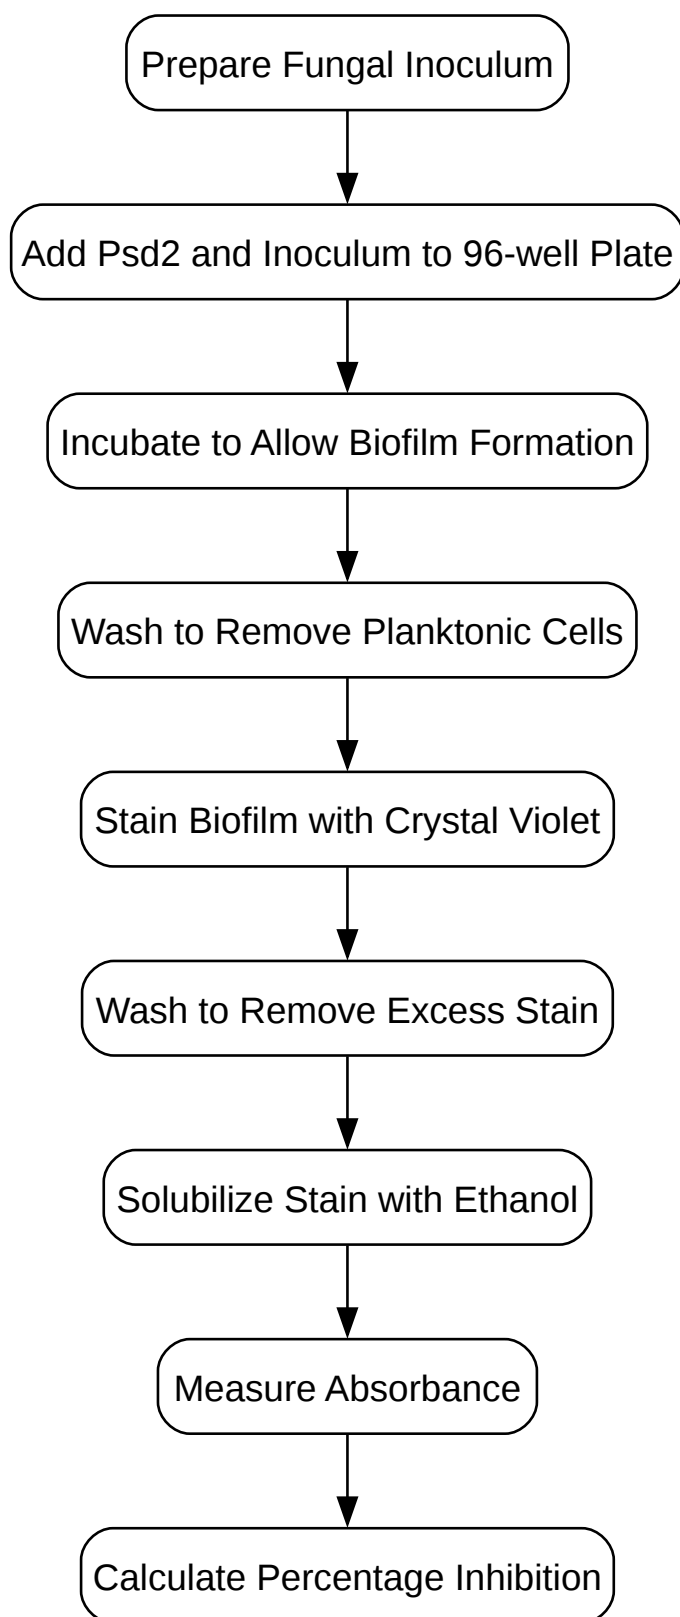 Prepare Fungal Inoculum
Add Psd2 and Inoculum to 96-well Plate
Incubate to Allow Biofilm Formation
Wash to Remove Planktonic Cells
Stain Biofilm with Crystal Violet
Wash to Remove Excess Stain
Solubilize Stain with Ethanol
Measure Absorbance
Calculate Percentage Inhibition